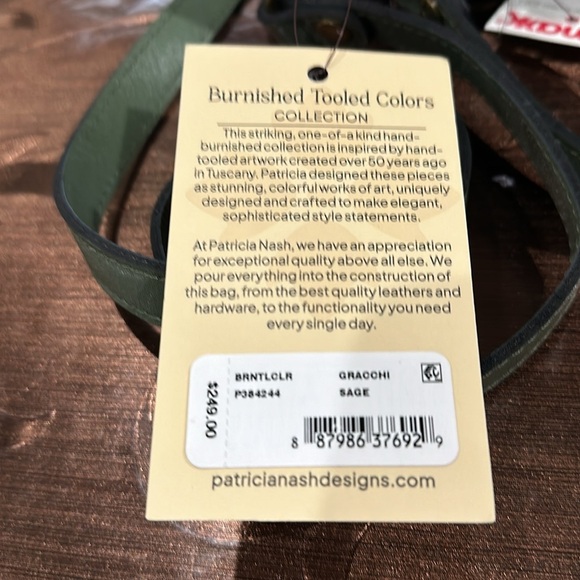 Burnished Tooled Colors
COLLECTION
This striking, one-of-a kind hand-
burnished collection is inspired by hand-
tooled artwork created over 50 years ago
in Tuscany. Patricia designed these pieces
as stunning, colorful works of art, uniquely
designed and crafted to make elegant,
sophisticated style statements.
At Patricia Nash, we have an appreciation
for exceptional quality above all else. We
pour everything into the construction of
this bag, from the best quality leathers and
hardware, to the functionality you need
every single day.
$249.00
BRNTLCLR GRACCHI
P384244 SAGE
8 87986 37692 9
patricianashdesigns.com